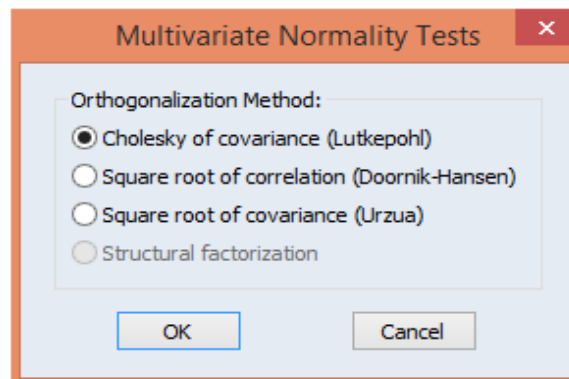 Multivariate Normality Tests
Orthogonalization Method:
Cholesky of covariance (Lutkepohl)
Square root of correlation (Doornik-Hansen)
Square root of covariance (Urzua)
Structural factorization
OK Cancel